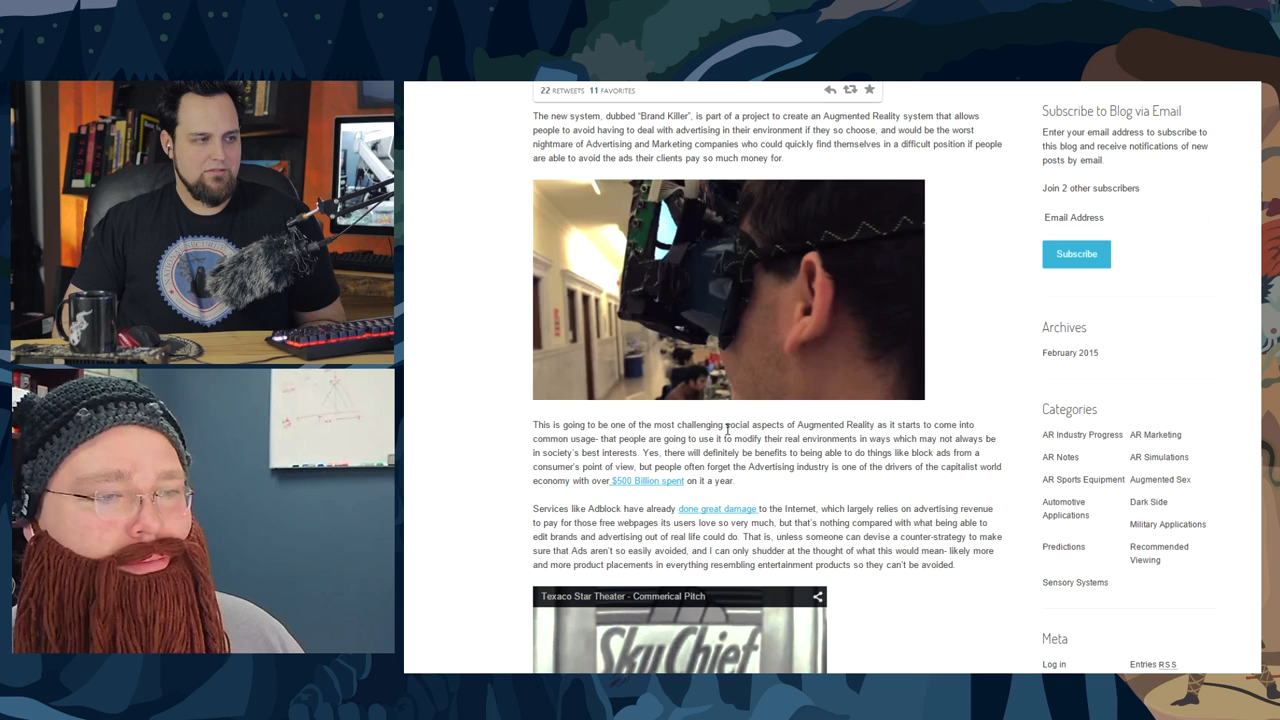 22 RETWEETS 11 FAVORITES
The new system, dubbed “Brand Killer”, is part of a project to create an Augmented Reality system that allows
people to avoid having to deal with advertising in their environment if they so choose, and would be the worst
nightmare of Advertising and Marketing companies who could quickly find themselves in a difficult position if people
are able to avoid the ads their clients pay so much money for.
This is going to be one of the most challenging social aspects of Augmented Reality as it starts to come into
common usage- that people are going to use it to modify their real environments in ways which may not always be
in society’s best interests. Yes, there will definitely be benefits to being able to do things like block ads from a
consumer’s point of view, but people often forget the Advertising industry is one of the drivers of the capitalist world
economy with over $500 Billion spent on it a year.
Services like Adblock have already done great damage to the Internet, which largely relies on advertising revenue
to pay for those free webpages its users love so very much, but that’s nothing compared with what being able to
edit brands and advertising out of real life could do. That is, unless someone can devise a counter-strategy to make
sure that Ads aren’t so easily avoided, and I can only shudder at the thought of what this would mean- likely more
and more product placements in everything resembling entertainment products so they can’t be avoided.
Texaco Star Theater - Commerical Pitch
Sky Chief
Subscribe to Blog via Email
Enter your email address to subscribe to
this blog and receive notifications of new
posts by email.
Join 2 other subscribers
Email Address
Subscribe
Archives
February 2015
Categories
AR Industry Progress AR Marketing
AR Notes AR Simulations
AR Sports Equipment Augmented Sex
Automotive Applications Dark Side
Military Applications
Predictions Recommended Viewing
Sensory Systems
Meta
Log in Entries RSS